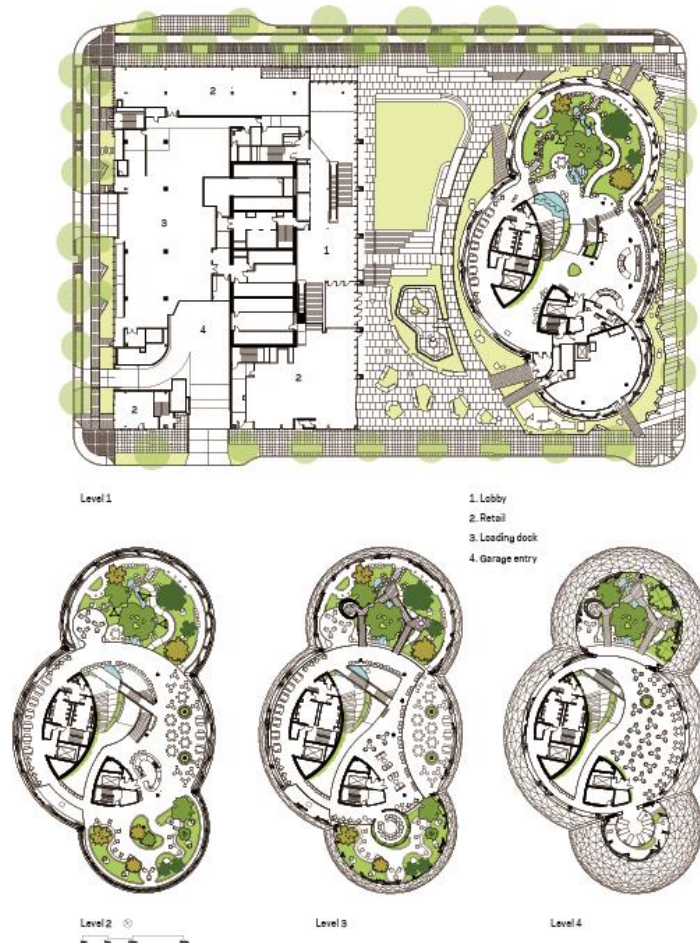 2
2
3
1
4
2
2
Level 1
1. Lobby
2. Retail
3. Loading dock
4. Garage entry
Level 2
Level 3
Level 4